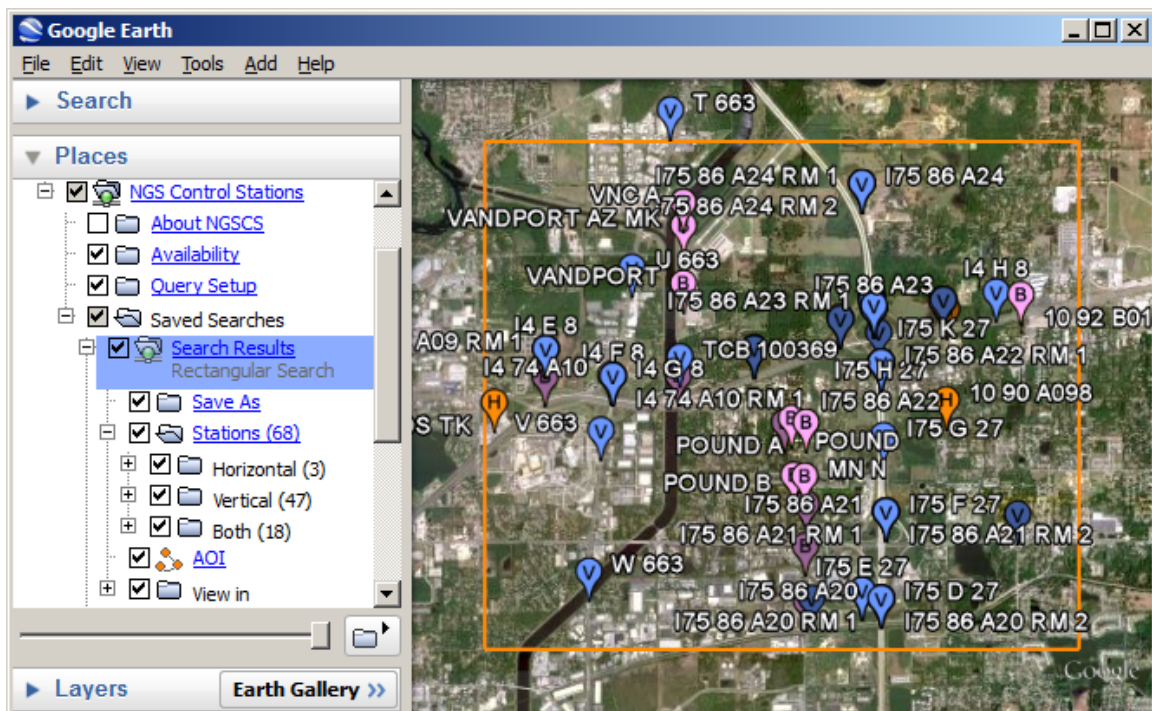 Google Earth
File Edit View Tools Add Help
Search
Places
NGS Control Stations
About NGSCS
Availability
Query Setup
Saved Searches
Search Results
Rectangular Search
Save As
Stations (68)
Horizontal (3)
Vertical (47)
Both (18)
AOI
View in
Layers
Earth Gallery »
T 663
I75 86 A24 RM 1
I75 86 A24
VNC A
75 86 A24 RM 2
VANDPORT AZ MK
U 663
VANDPORT
I4 H 8
I75 86 A23
I75 86 A23 RM 1
10 92 B01
I75 K 27
A09 RM 1
I4 E 8
I4 F 8
I4 G 8
TCB 100369
I75 H 27
I75 86 A22 RM 1
I4 74 A10
I4 74 A10 RM 1
I75 86 A22
10 90 A098
S TK
V 663
I75 G 27
POUND A
POUND
POUND B
MN N
I75 86 A21
I75 F 27
I75 86 A21 RM 1
I75 86 A21 RM 2
W 663
I75 E 27
I75 86 A20
I75 D 27
I75 86 A20 RM 1
I75 86 A20 RM 2
Google